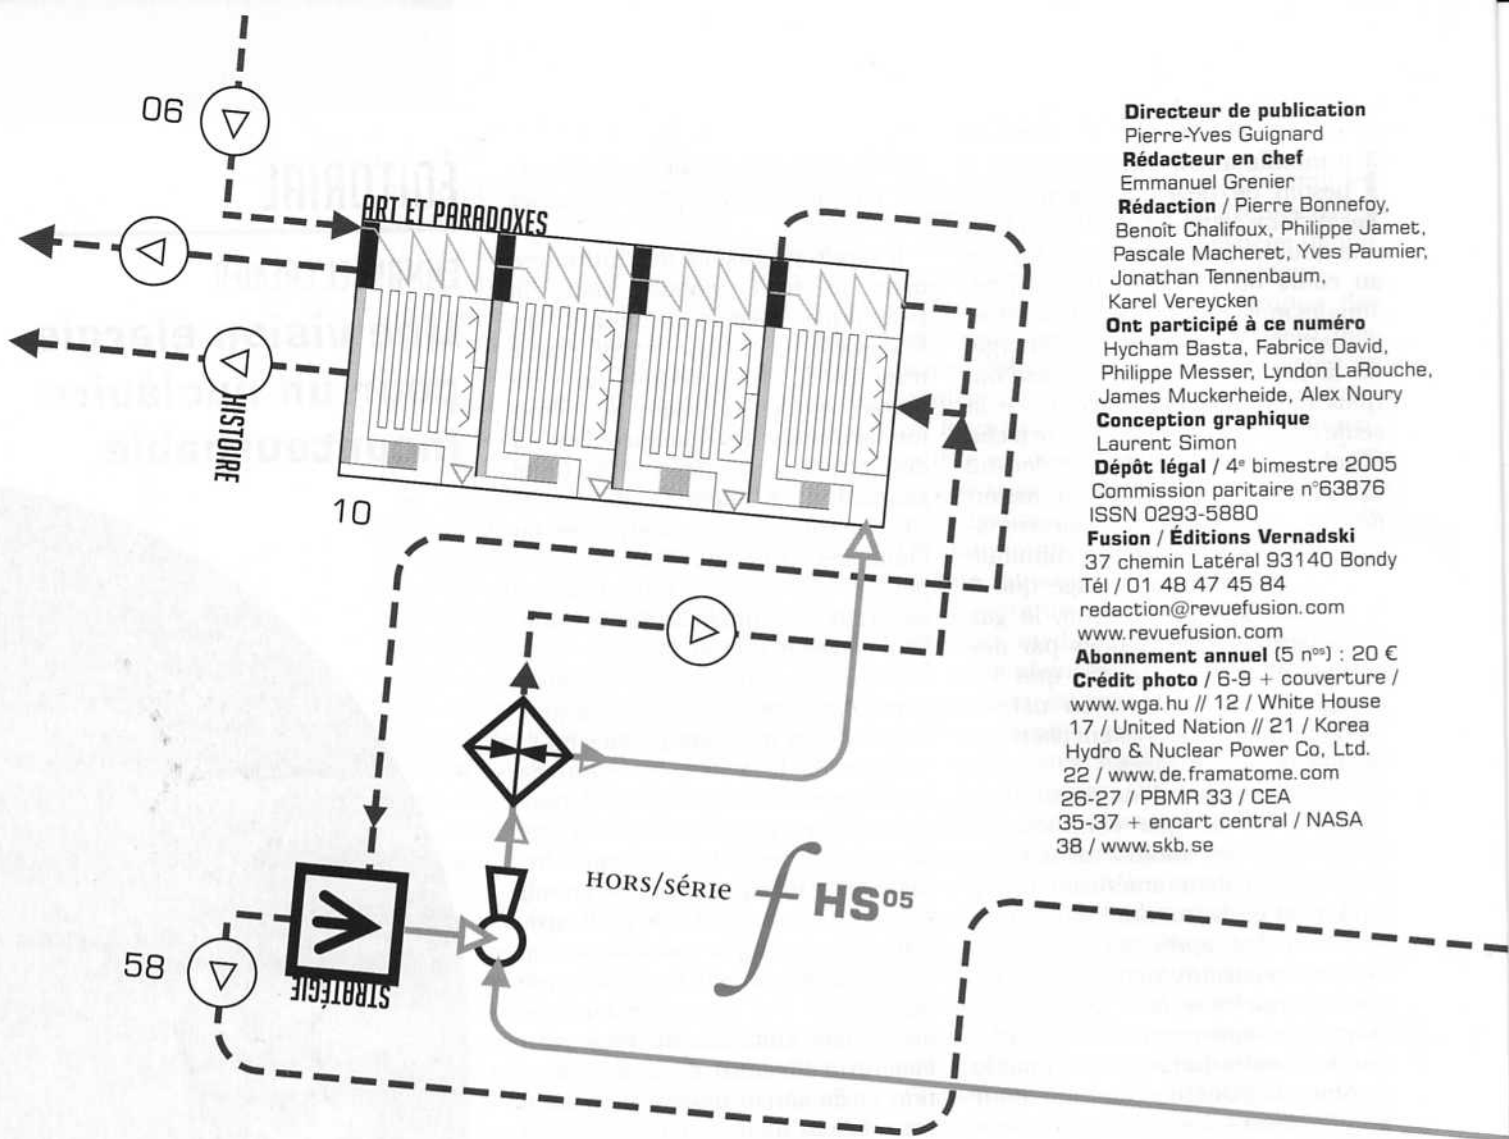 06
ART ET PARADOXES
HISTOIRE
10
58
STRATÉGIE
HORS/SÉRIE f HS05
Directeur de publication
Pierre-Yves Guignard
Rédacteur en chef
Emmanuel Grenier
Rédaction / Pierre Bonnefoy,
Benoît Chalifoux, Philippe Jamet,
Pascale Macheret, Yves Paumier,
Jonathan Tennenbaum,
Karel Vereycken
Ont participé à ce numéro
Hycham Basta, Fabrice David,
Philippe Messer, Lyndon LaRouche,
James Muckerheide, Alex Noury
Conception graphique
Laurent Simon
Dépôt légal / 4e bimestre 2005
Commission paritaire n°63876
ISSN 0293-5880
Fusion / Éditions Vernadski
37 chemin Latéral 93140 Bondy
Tél / 01 48 47 45 84
redaction@revuefusion.com
www.revuefusion.com
Abonnement annuel (5 nos) : 20 €
Crédit photo / 6-9 + couverture /
www.wga.hu // 12 / White House
17 / United Nation // 21 / Korea
Hydro & Nuclear Power Co, Ltd.
22 / www.de.framatome.com
26-27 / PBMR 33 / CEA
35-37 + encart central / NASA
38 / www.skb.se